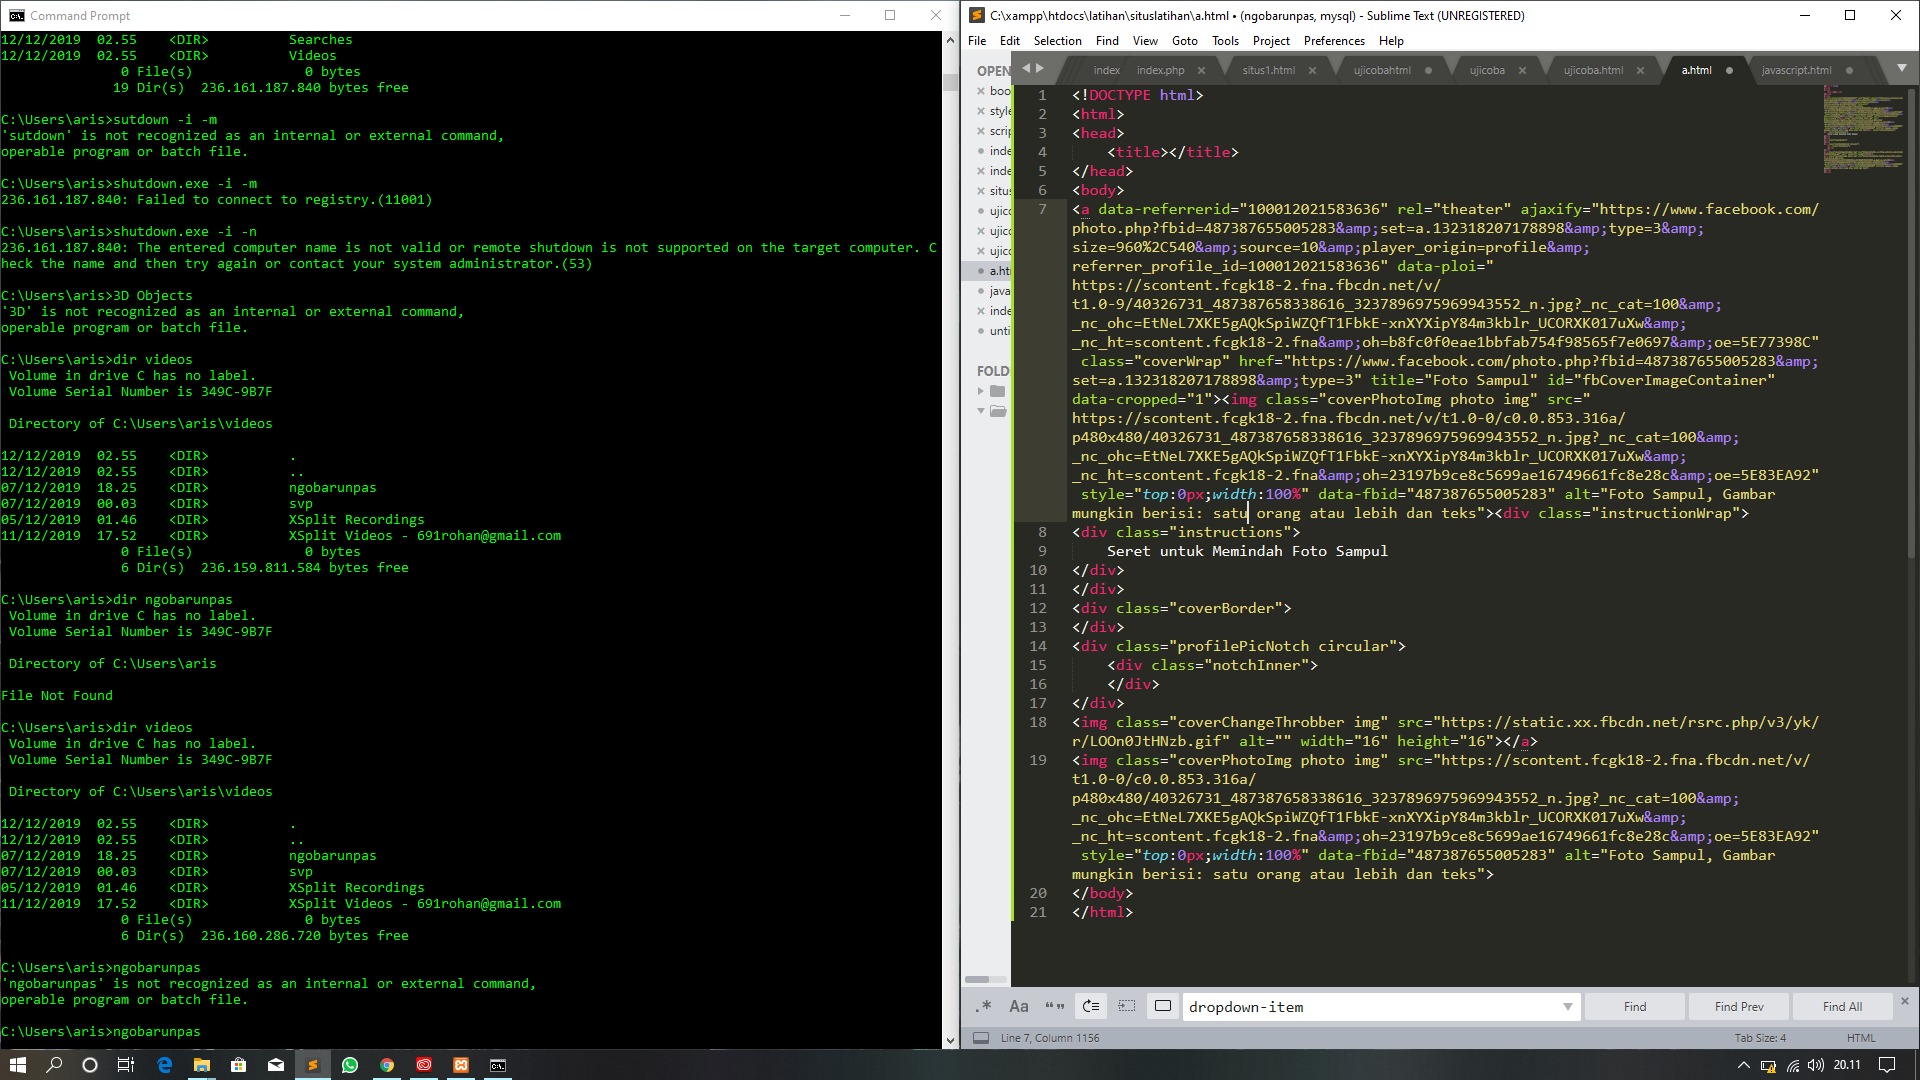 Command Prompt
12/12/2019  02.55    <DIR>          Searches
12/12/2019  02.55    <DIR>          Videos
               0 File(s)              0 bytes
              19 Dir(s)  236.161.187.840 bytes free
C:\Users\aris>sutdown -i -m
'sutdown' is not recognized as an internal or external command,
operable program or batch file.
C:\Users\aris>shutdown.exe -i -m
236.161.187.840: Failed to connect to registry.(11001)
C:\Users\aris>shutdown.exe -i -n
236.161.187.840: The entered computer name is not valid or remote shutdown is not supported on the target computer. C
heck the name and then try again or contact your system administrator.(53)
C:\Users\aris>3D Objects
'3D' is not recognized as an internal or external command,
operable program or batch file.
C:\Users\aris>dir videos
 Volume in drive C has no label.
 Volume Serial Number is 349C-9B7F
 Directory of C:\Users\aris\videos
12/12/2019  02.55    <DIR>          .
12/12/2019  02.55    <DIR>          ..
07/12/2019  18.25    <DIR>          ngobarunpas
07/12/2019  00.03    <DIR>          svp
05/12/2019  01.46    <DIR>          XSplit Recordings
11/12/2019  17.52    <DIR>          XSplit Videos - 691rohan@gmail.com
               0 File(s)              0 bytes
               6 Dir(s)  236.159.811.584 bytes free
C:\Users\aris>dir ngobarunpas
 Volume in drive C has no label.
 Volume Serial Number is 349C-9B7F
 Directory of C:\Users\aris
File Not Found
C:\Users\aris>dir videos
 Volume in drive C has no label.
 Volume Serial Number is 349C-9B7F
 Directory of C:\Users\aris\videos
12/12/2019  02.55    <DIR>          .
12/12/2019  02.55    <DIR>          ..
07/12/2019  18.25    <DIR>          ngobarunpas
07/12/2019  00.03    <DIR>          svp
05/12/2019  01.46    <DIR>          XSplit Recordings
11/12/2019  17.52    <DIR>          XSplit Videos - 691rohan@gmail.com
               0 File(s)              0 bytes
               6 Dir(s)  236.160.286.720 bytes free
C:\Users\aris>ngobarunpas
'ngobarunpas' is not recognized as an internal or external command,
operable program or batch file.
C:\Users\aris>ngobarunpas
C:\xampp\htdocs\latihan\situslatihan\a.html • (ngobarunpas, mysql) - Sublime Text (UNREGISTERED)
File Edit Selection Find View Goto Tools Project Preferences Help
OPEN
boo
style
scrip
inde
inde
situs
ujico
ujico
ujico
a.htr
java
inde
unti
FOLD
index index.php situs1.html ujicobahtml ujicoba ujicoba.html a.html javascript.html
1 <!DOCTYPE html>
2 <html>
3 <head>
4     <title></title>
5 </head>
6 <body>
7 <a data-referrerid="100012021583636" rel="theater" ajaxify="https://www.facebook.com/
photo.php?fbid=487387655005283&amp;set=a.132318207178898&amp;type=3&amp;
size=960%2C540&amp;source=10&amp;player_origin=profile&amp;
referrer_profile_id=100012021583636" data-ploi="
https://scontent.fcgk18-2.fna.fbcdn.net/v/
t1.0-9/40326731_487387658338616_3237896975969943552_n.jpg?_nc_cat=100&amp;
_nc_ohc=EtNeL7XKE5gAQkSpiWZQfT1FbkE-xnXYXipY84m3kblr_UCORXK017uXw&amp;
_nc_ht=scontent.fcgk18-2.fna&amp;oh=b8fc0f0eae1bbfab754f98565f7e0697&amp;oe=5E77398C"
 class="coverWrap" href="https://www.facebook.com/photo.php?fbid=487387655005283&amp;
set=a.132318207178898&amp;type=3" title="Foto Sampul" id="fbCoverImageContainer"
data-cropped="1"><img class="coverPhotoImg photo img" src="
https://scontent.fcgk18-2.fna.fbcdn.net/v/t1.0-0/c0.0.853.316a/
p480x480/40326731_487387658338616_3237896975969943552_n.jpg?_nc_cat=100&amp;
_nc_ohc=EtNeL7XKE5gAQkSpiWZQfT1FbkE-xnXYXipY84m3kblr_UCORXK017uXw&amp;
_nc_ht=scontent.fcgk18-2.fna&amp;oh=23197b9ce8c5699ae16749661fc8e28c&amp;oe=5E83EA92"
 style="top:0px;width:100%" data-fbid="487387655005283" alt="Foto Sampul, Gambar
mungkin berisi: satu orang atau lebih dan teks"><div class="instructionWrap">
8 <div class="instructions">
9     Seret untuk Memindah Foto Sampul
10 </div>
11 </div>
12 <div class="coverBorder">
13 </div>
14 <div class="profilePicNotch circular">
15     <div class="notchInner">
16     </div>
17 </div>
18 <img class="coverChangeThrobber img" src="https://static.xx.fbcdn.net/rsrc.php/v3/yk/
r/LOOn0JtHNzb.gif" alt="" width="16" height="16"></a>
19 <img class="coverPhotoImg photo img" src="https://scontent.fcgk18-2.fna.fbcdn.net/v/
t1.0-0/c0.0.853.316a/
p480x480/40326731_487387658338616_3237896975969943552_n.jpg?_nc_cat=100&amp;
_nc_ohc=EtNeL7XKE5gAQkSpiWZQfT1FbkE-xnXYXipY84m3kblr_UCORXK017uXw&amp;
_nc_ht=scontent.fcgk18-2.fna&amp;oh=23197b9ce8c5699ae16749661fc8e28c&amp;oe=5E83EA92"
 style="top:0px;width:100%" data-fbid="487387655005283" alt="Foto Sampul, Gambar
mungkin berisi: satu orang atau lebih dan teks">
20 </body>
21 </html>
.* Aa “” dropdown-item Find Find Prev Find All
Line 7, Column 1156 Tab Size: 4 HTML
20.11